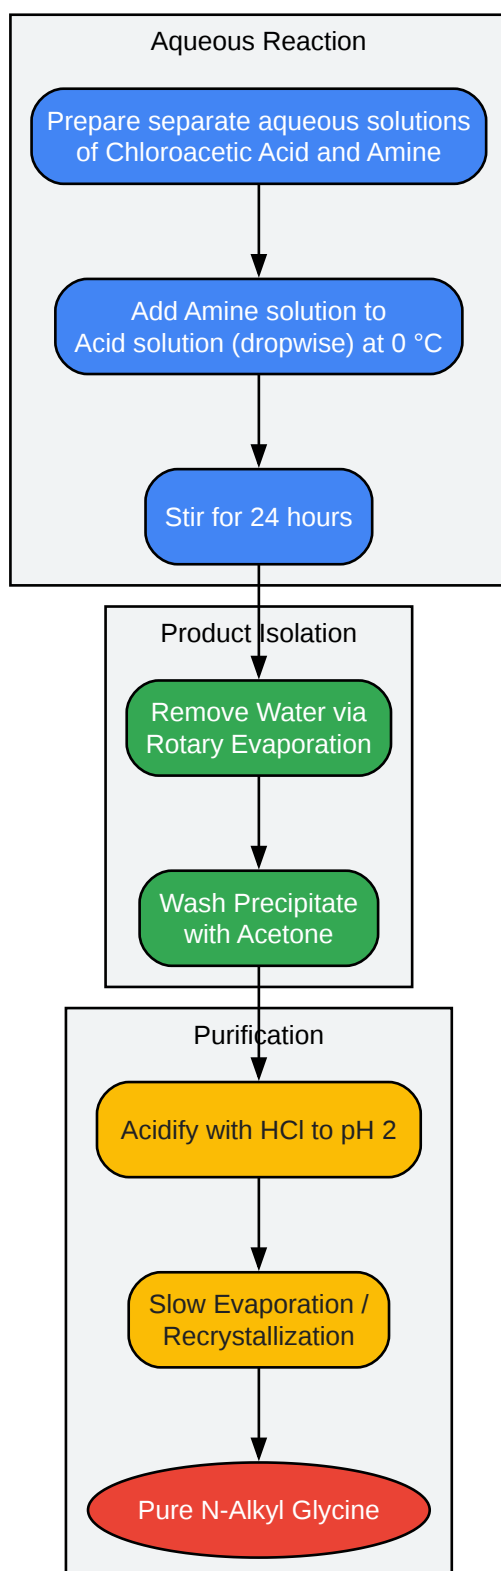 Aqueous Reaction
Prepare separate aqueous solutions
of Chloroacetic Acid and Amine
Add Amine solution to
Acid solution (dropwise) at 0 °C
Stir for 24 hours
Product Isolation
Remove Water via
Rotary Evaporation
Wash Precipitate
with Acetone
Purification
Acidify with HCl to pH 2
Slow Evaporation /
Recrystallization
Pure N-Alkyl Glycine